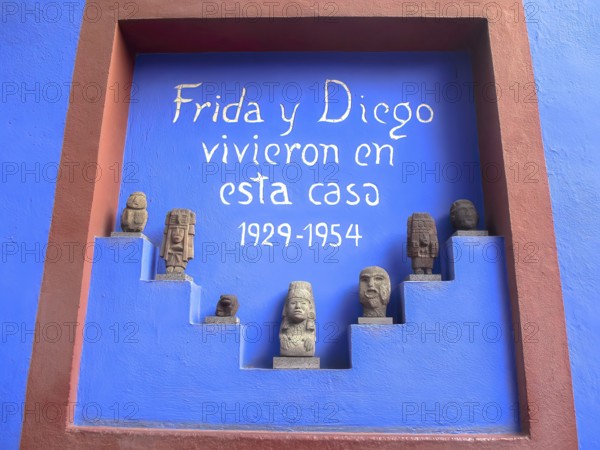 Frida y Diego
vivieron en
esta casa
1929-1954